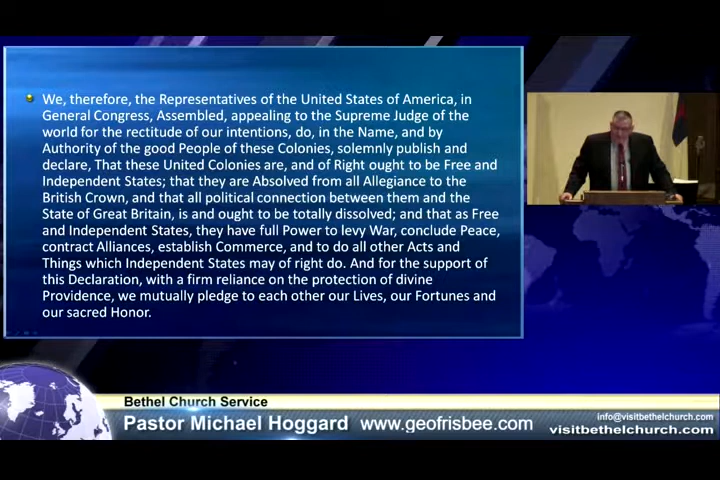 We, therefore, the Representatives of the United States of America, in
General Congress, Assembled, appealing to the Supreme Judge of the
world for the rectitude of our intentions, do, in the Name, and by
Authority of the good People of these Colonies, solemnly publish and
declare, That these United Colonies are, and of Right ought to be Free and
Independent States; that they are Absolved from all Allegiance to the
British Crown, and that all political connection between them and the
State of Great Britain, is and ought to be totally dissolved; and that as Free
and Independent States, they have full Power to levy War, conclude Peace,
contract Alliances, establish Commerce, and to do all other Acts and
Things which Independent States may of right do. And for the support of
this Declaration, with a firm reliance on the protection of divine
Providence, we mutually pledge to each other our Lives, our Fortunes and
our sacred Honor.
Bethel Church Service
Pastor Michael Hoggard www.geofrisbee.com
info@visitbethelchurch.com
visitbethelchurch.com